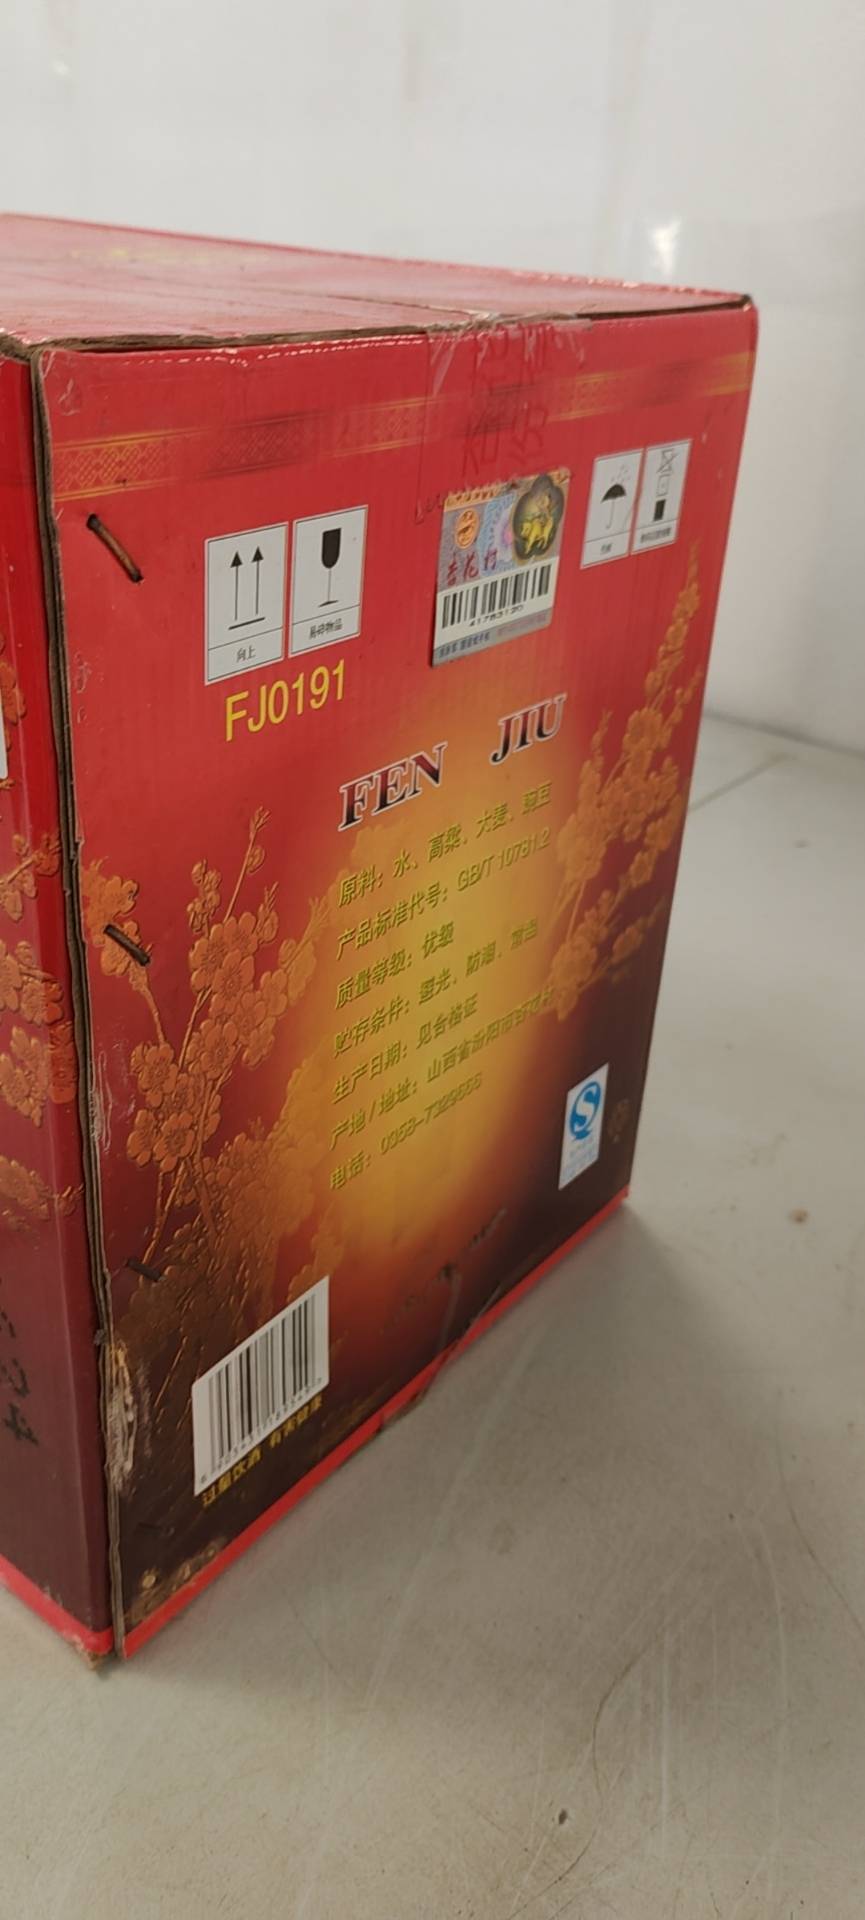 向上
易碎物品
杏花村
41783120
FJ0191
FEN JIU
原料：水、高粱、大麦、豌豆
产品标准代号：GB/T 10781.2
质量等级：优级
贮存条件：避光、防潮、常温
生产日期：见合格证
产地/地址：山西省汾阳市杏花村
电话：0358-7329666
过量饮酒 有害健康